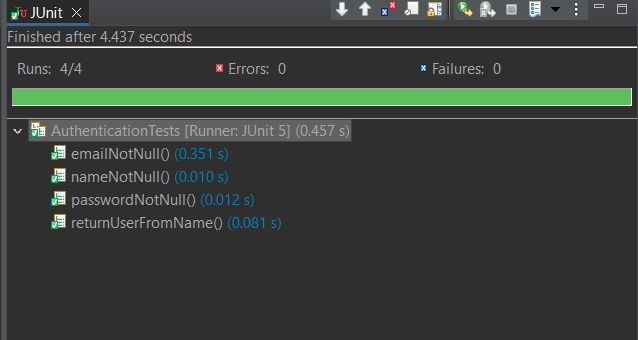 JUnit
Finished after 4.437 seconds
Runs: 4/4 Errors: 0 Failures: 0
AuthenticationTests [Runner: JUnit 5] (0.457 s)
emailNotNull() (0.351 s)
nameNotNull() (0.010 s)
passwordNotNull() (0.012 s)
returnUserFromName() (0.081 s)